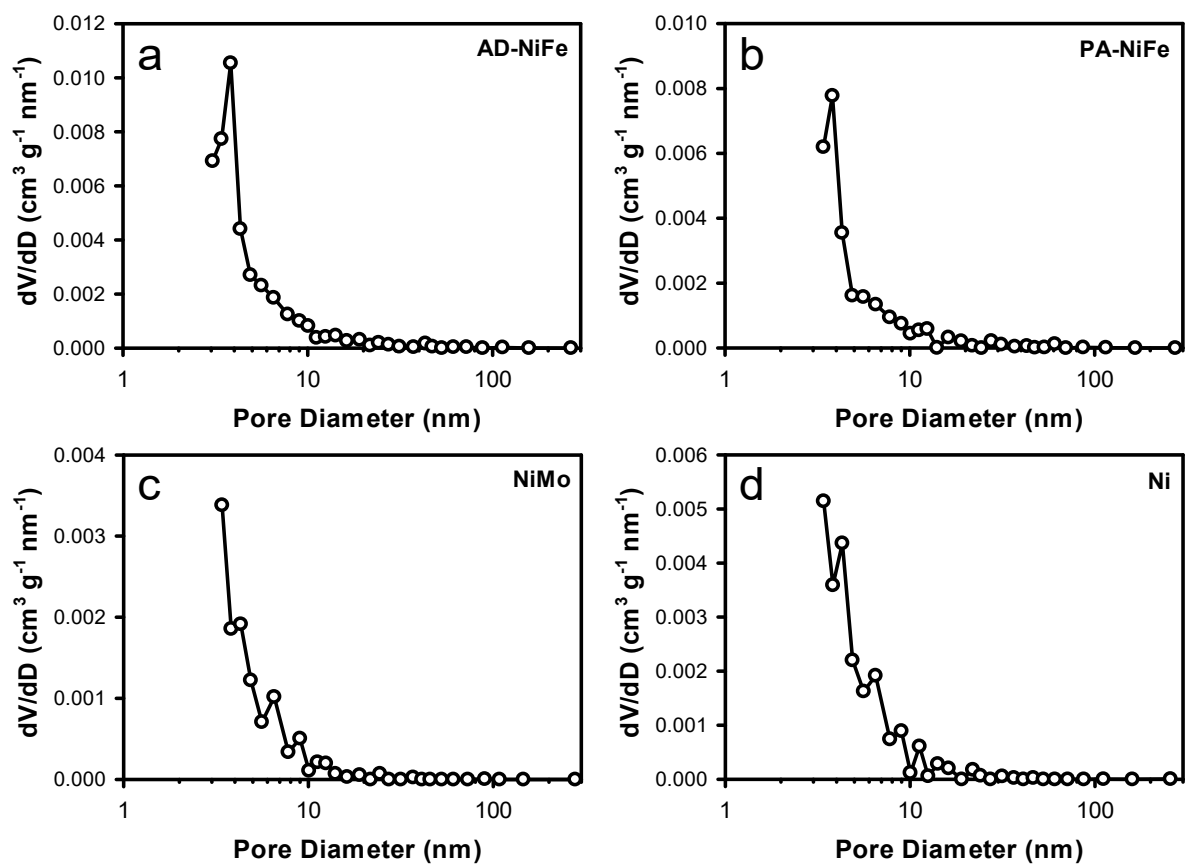 a
AD-NiFe
dV/dD (cm³ g⁻¹ nm⁻¹)
0.012
0.010
0.008
0.006
0.004
0.002
0.000
1
10
100
Pore Diameter (nm)
b
PA-NiFe
dV/dD (cm³ g⁻¹ nm⁻¹)
0.010
0.008
0.006
0.004
0.002
0.000
1
10
100
Pore Diameter (nm)
c
NiMo
dV/dD (cm³ g⁻¹ nm⁻¹)
0.004
0.003
0.002
0.001
0.000
1
10
100
Pore Diameter (nm)
d
Ni
dV/dD (cm³ g⁻¹ nm⁻¹)
0.006
0.005
0.004
0.003
0.002
0.001
0.000
1
10
100
Pore Diameter (nm)